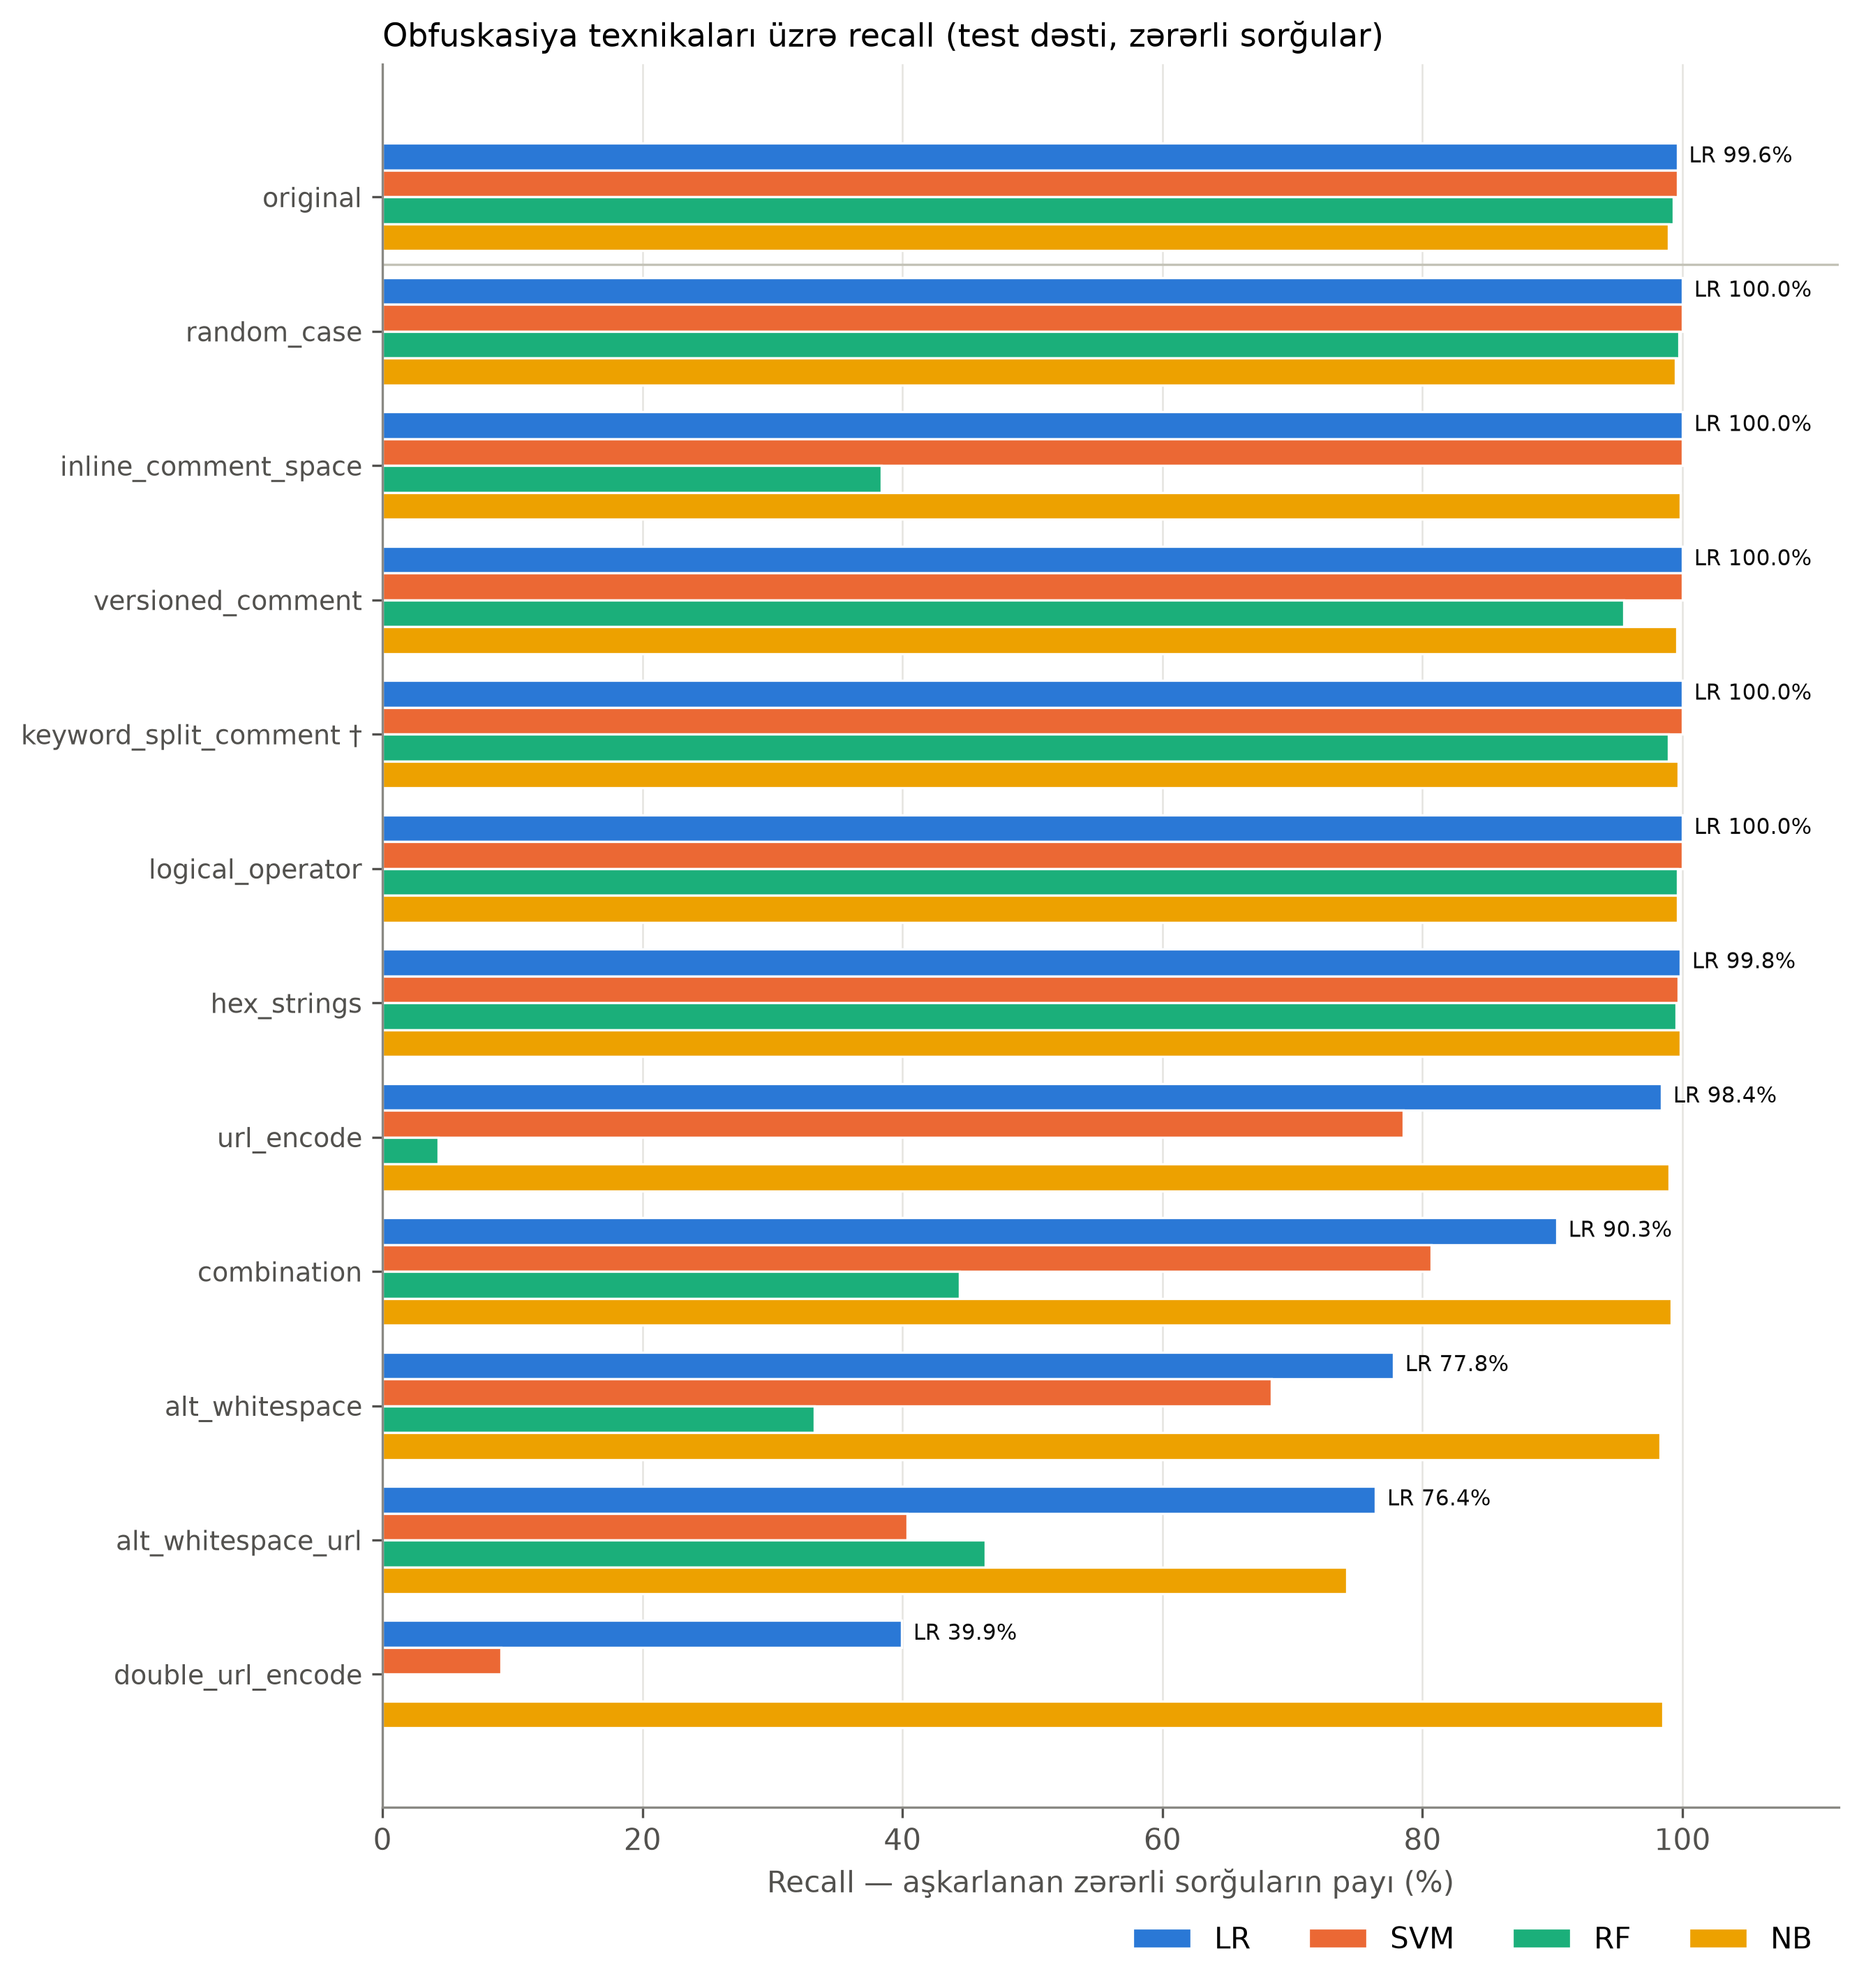 Obfuskasiya texnikaları üzrə recall (test dəsti, zərərli sorğular)
original
LR 99.6%
random_case
LR 100.0%
inline_comment_space
LR 100.0%
versioned_comment
LR 100.0%
keyword_split_comment †
LR 100.0%
logical_operator
LR 100.0%
hex_strings
LR 99.8%
url_encode
LR 98.4%
combination
LR 90.3%
alt_whitespace
LR 77.8%
alt_whitespace_url
LR 76.4%
double_url_encode
LR 39.9%
0 20 40 60 80 100
Recall — aşkarlanan zərərli sorğuların payı (%)
LR SVM RF NB